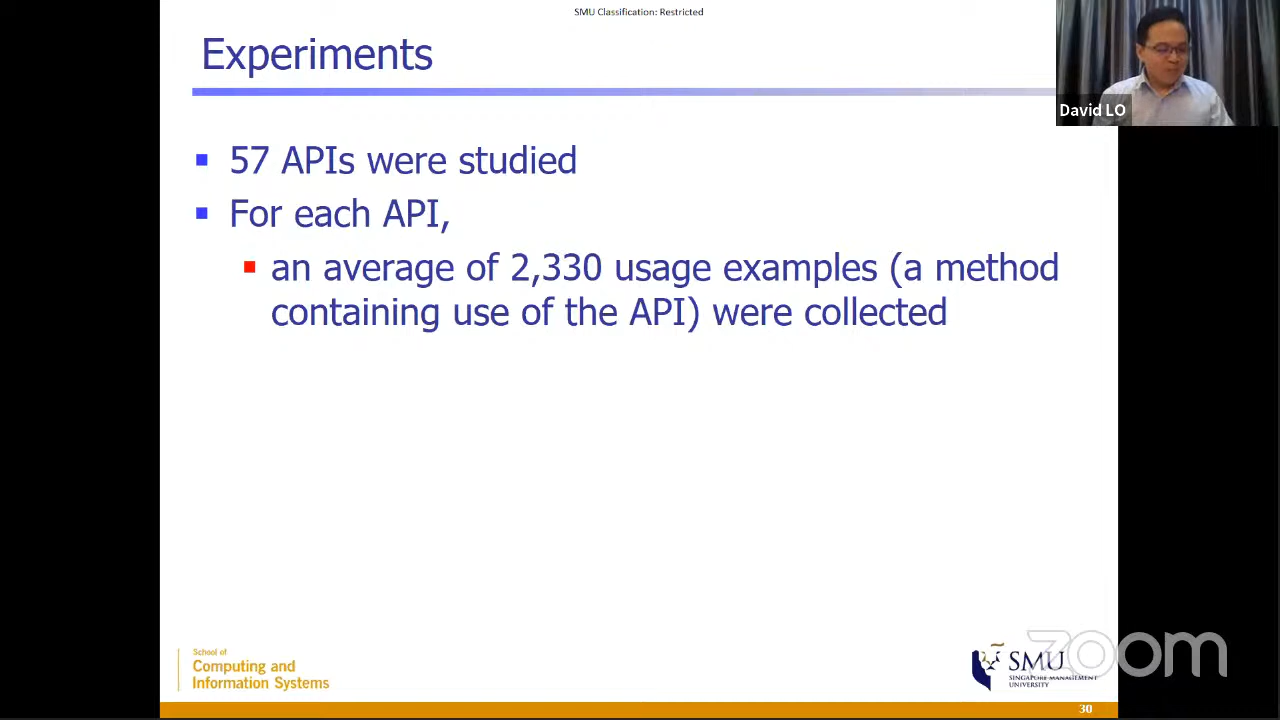 SMU Classification: Restricted
Experiments
David LO
57 APIs were studied
For each API,
an average of 2,330 usage examples (a method
containing use of the API) were collected
School of
Computing and
Information Systems
SMU
SINGAPORE MANAGEMENT
UNIVERSITY
zoom
30